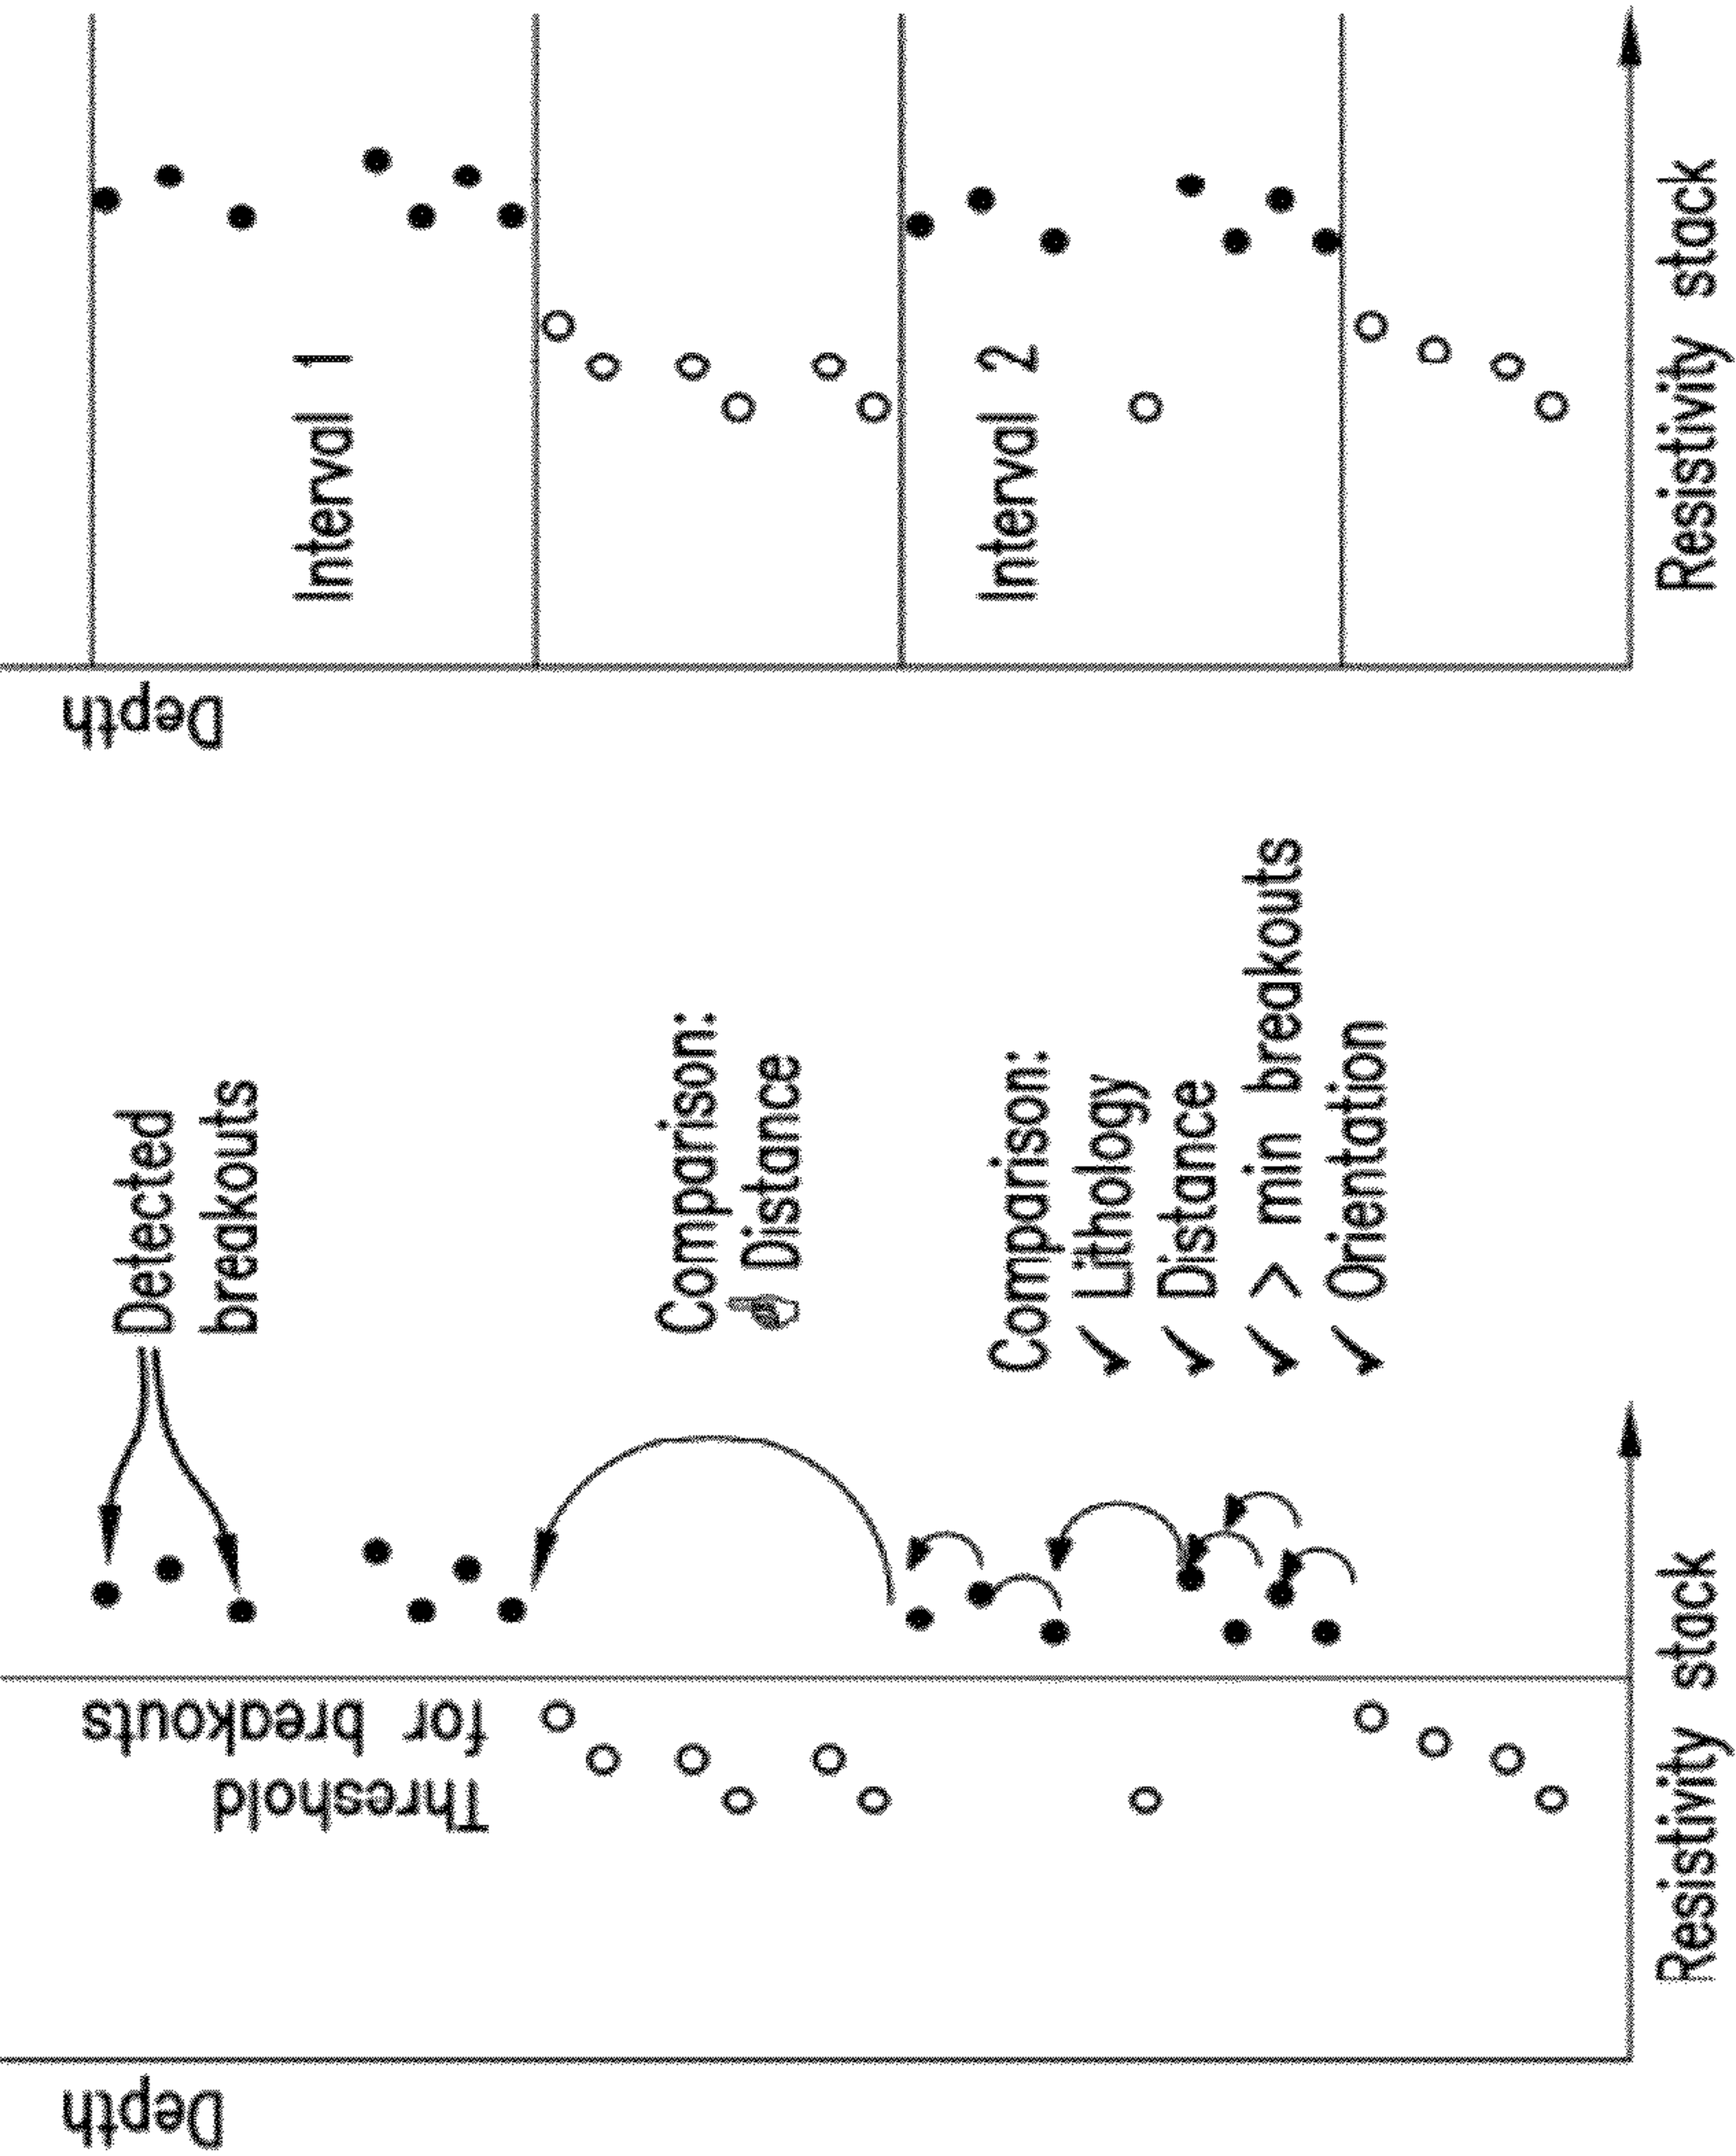 Depth
Threshold
for breakouts
Detected
breakouts
Comparison:
Distance
Comparison:
✓ Lithology
✓ Distance
✓ > min breakouts
✓ Orientation
Resistivity stack
Depth
Interval 1
Interval 2
Resistivity stack